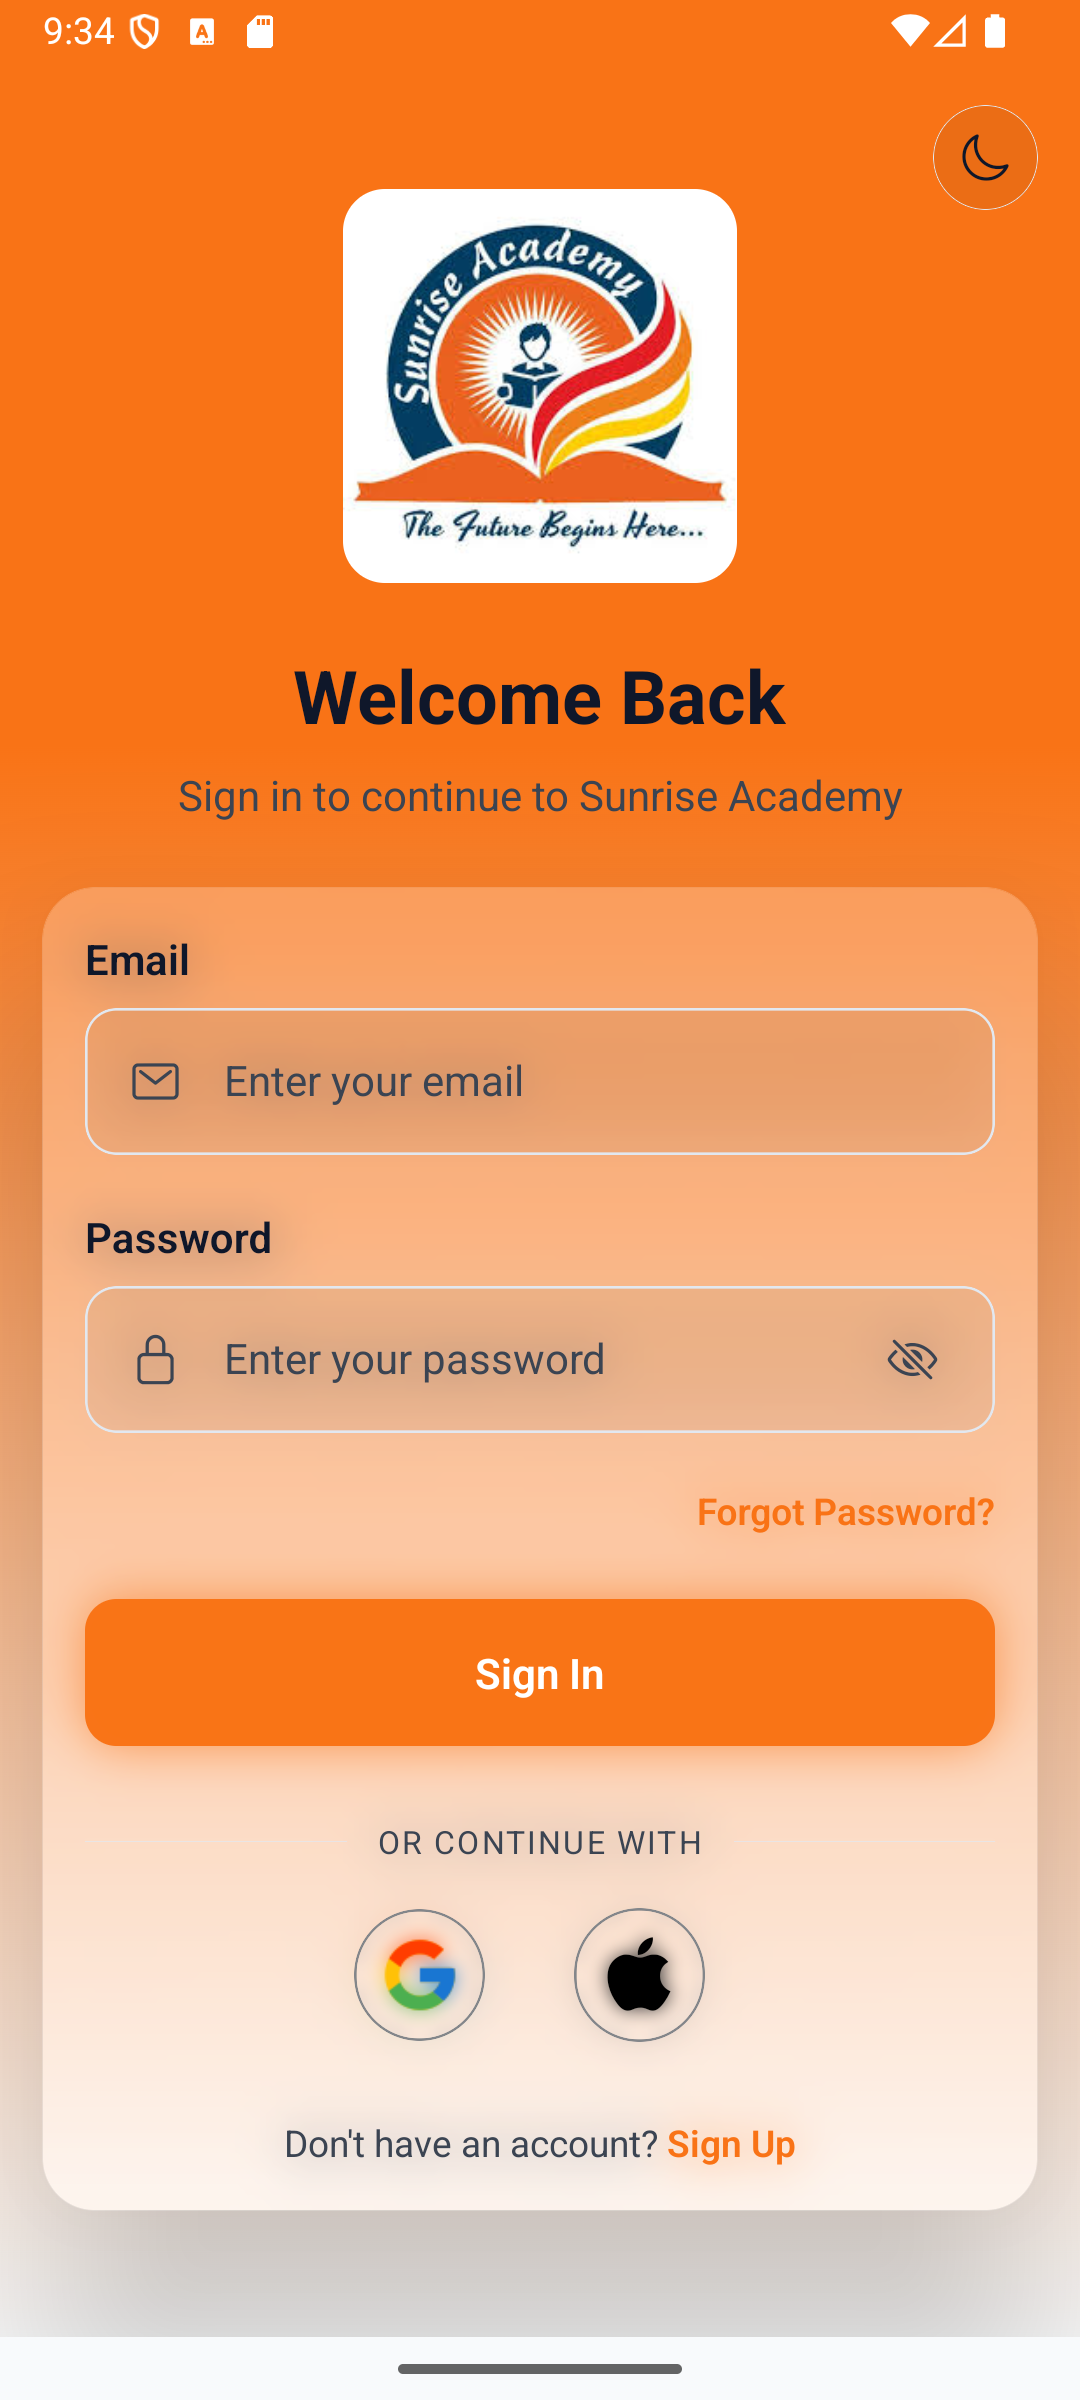 9:34
Sunrise Academy
The Future Begins Here...
Welcome Back
Sign in to continue to Sunrise Academy
Email
Enter your email
Password
Enter your password
Forgot Password?
Sign In
OR CONTINUE WITH
Don't have an account? Sign Up